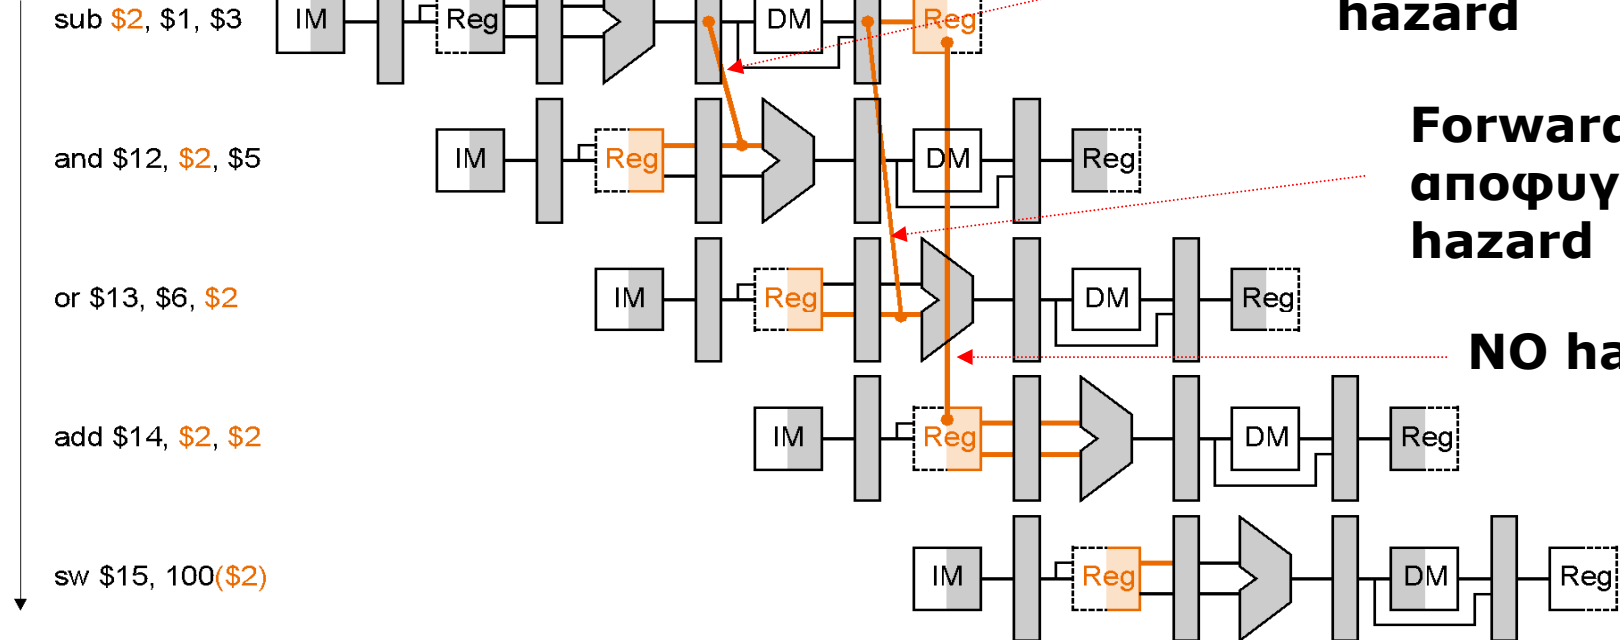 hazard
sub $2, $1, $3 IM Reg DM Reg
and $12, $2, $5 IM Reg DM Reg
αποφυγ
hazard
or $13, $6, $2 IM Reg DM Reg
NO
add $14, $2, $2 IM Reg DM Reg
sw $15, 100($2) IM Reg DM Reg